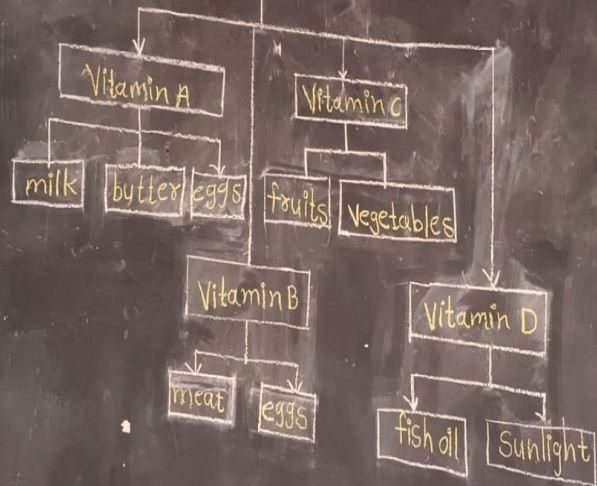 Vitamin A
Vitamin C
milk
butter
eggs
fruits
vegetables
Vitamin B
Vitamin D
meat
eggs
fish oil
Sunlight